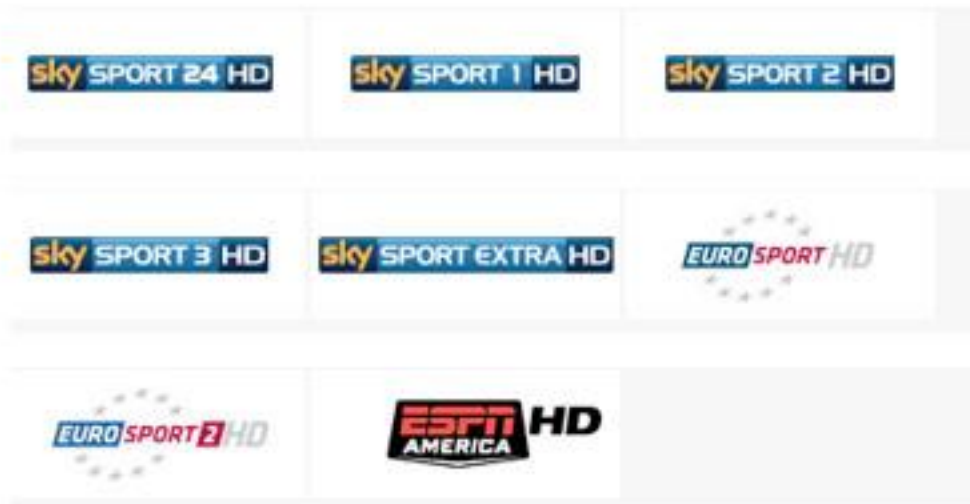 sky SPORT 24 HD
sky SPORT 1 HD
sky SPORT 2 HD
sky SPORT 3 HD
sky SPORT EXTRA HD
EUROSPORT HD
EUROSPORT 2 HD
ESPN HD
AMERICA